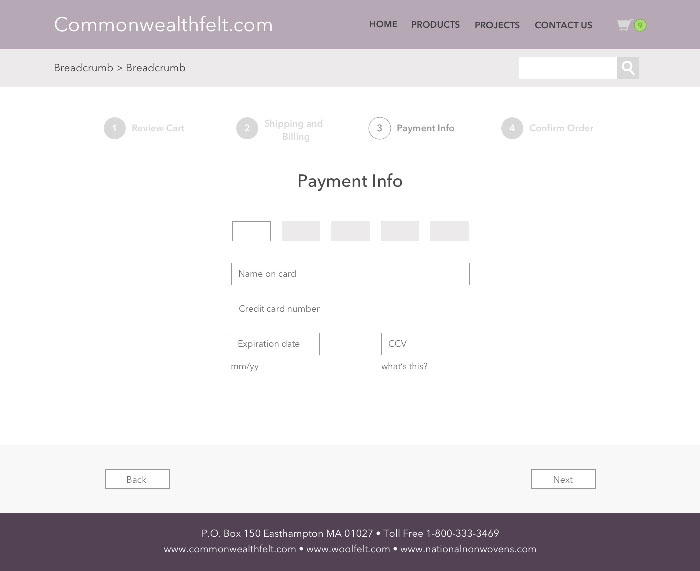 Commonwealthfelt.com
HOME PRODUCTS PROJECTS CONTACT US
Breadcrumb > Breadcrumb
1 Review Cart
2 Shipping and
Billing
3 Payment Info
4 Confirm Order
Payment Info
Name on card
Credit card number
Expiration date
CCV
mm/yy
what's this?
Back
Next
P.O. Box 150 Easthampton MA 01027 • Toll Free 1-800-333-3469
www.commonwealthfelt.com • www.woolfelt.com • www.nationalnonwovens.com